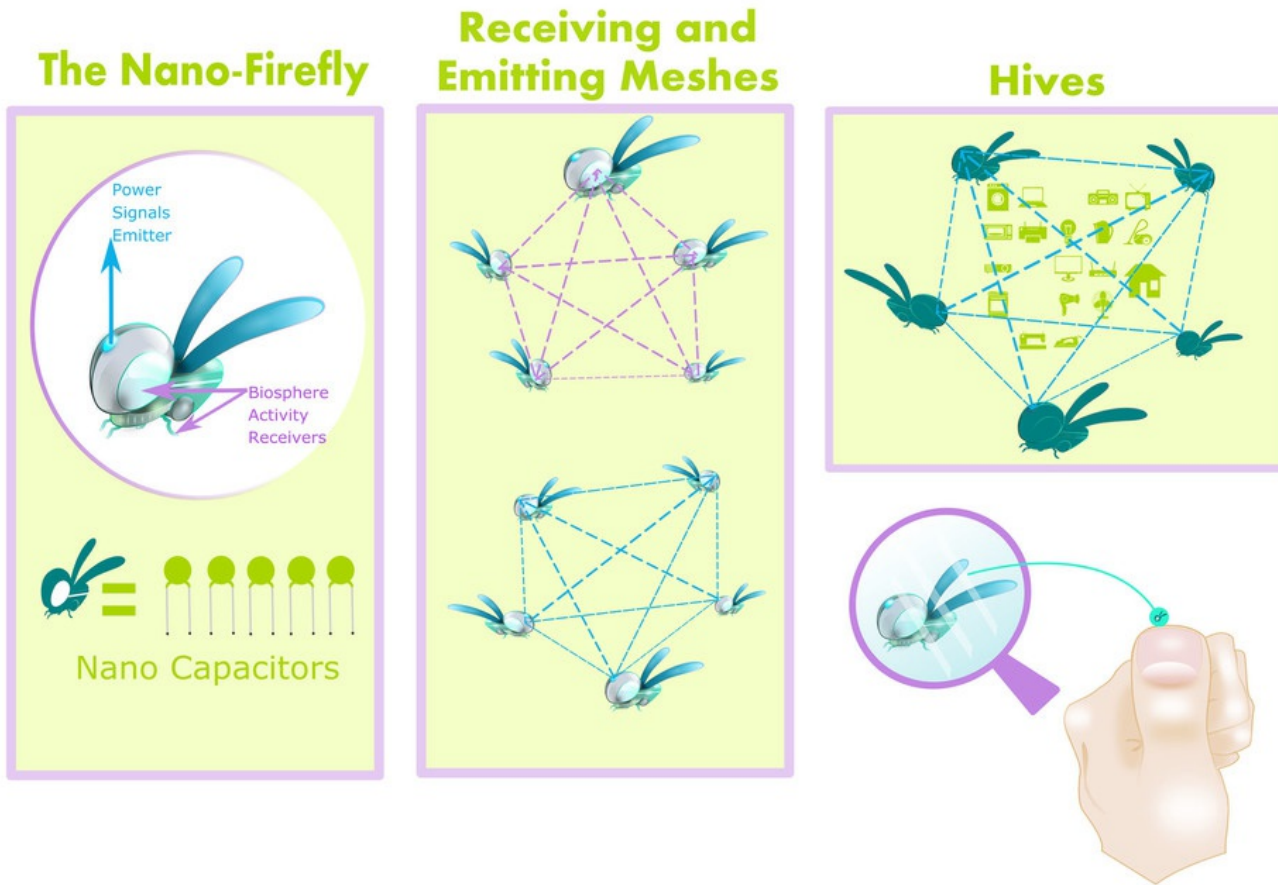 The Nano-Firefly
Power
Signals
Emitter
Biosphere
Activity
Receivers
Nano Capacitors
Receiving and
Emitting Meshes
Hives